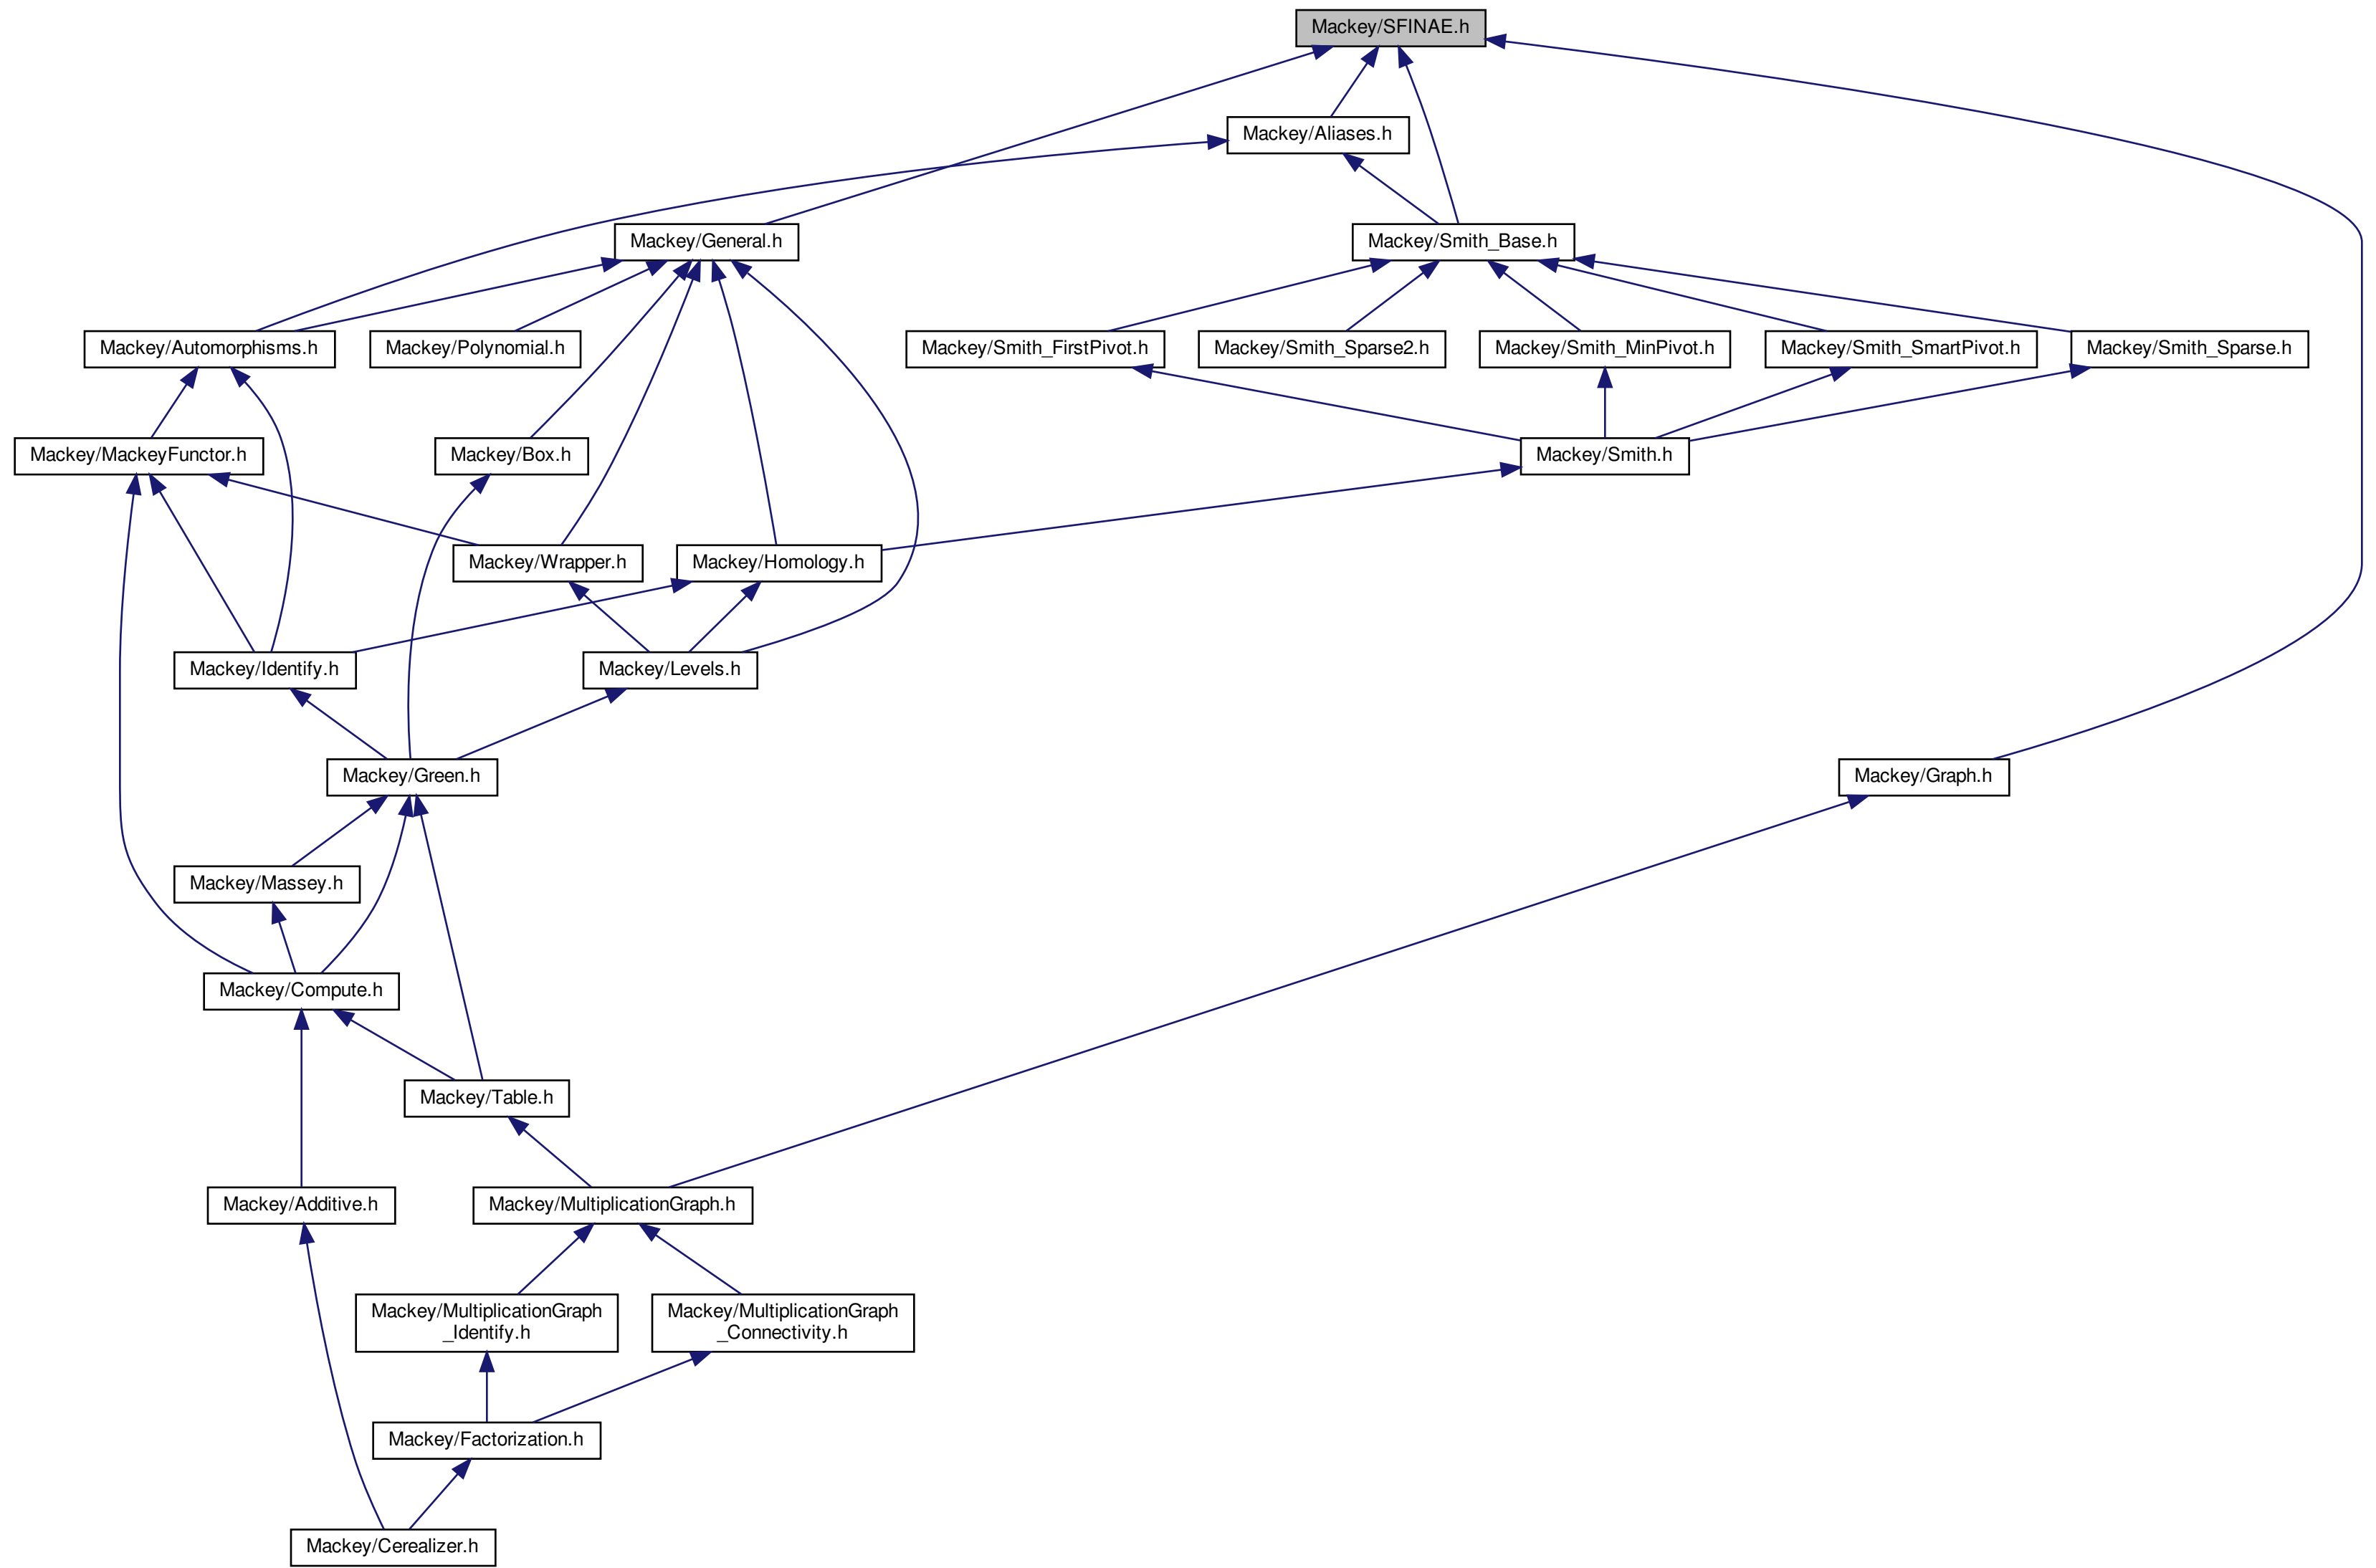 Mackey/SFINAE.h
Mackey/Aliases.h
Mackey/General.h
Mackey/Smith_Base.h
Mackey/Automorphisms.h
Mackey/Polynomial.h
Mackey/Smith_FirstPivot.h
Mackey/Smith_Sparse2.h
Mackey/Smith_MinPivot.h
Mackey/Smith_SmartPivot.h
Mackey/Smith_Sparse.h
Mackey/MackeyFunctor.h
Mackey/Box.h
Mackey/Smith.h
Mackey/Wrapper.h
Mackey/Homology.h
Mackey/Identify.h
Mackey/Levels.h
Mackey/Green.h
Mackey/Graph.h
Mackey/Massey.h
Mackey/Compute.h
Mackey/Table.h
Mackey/Additive.h
Mackey/MultiplicationGraph.h
Mackey/MultiplicationGraph
_Identify.h
Mackey/MultiplicationGraph
_Connectivity.h
Mackey/Factorization.h
Mackey/Cerealizer.h